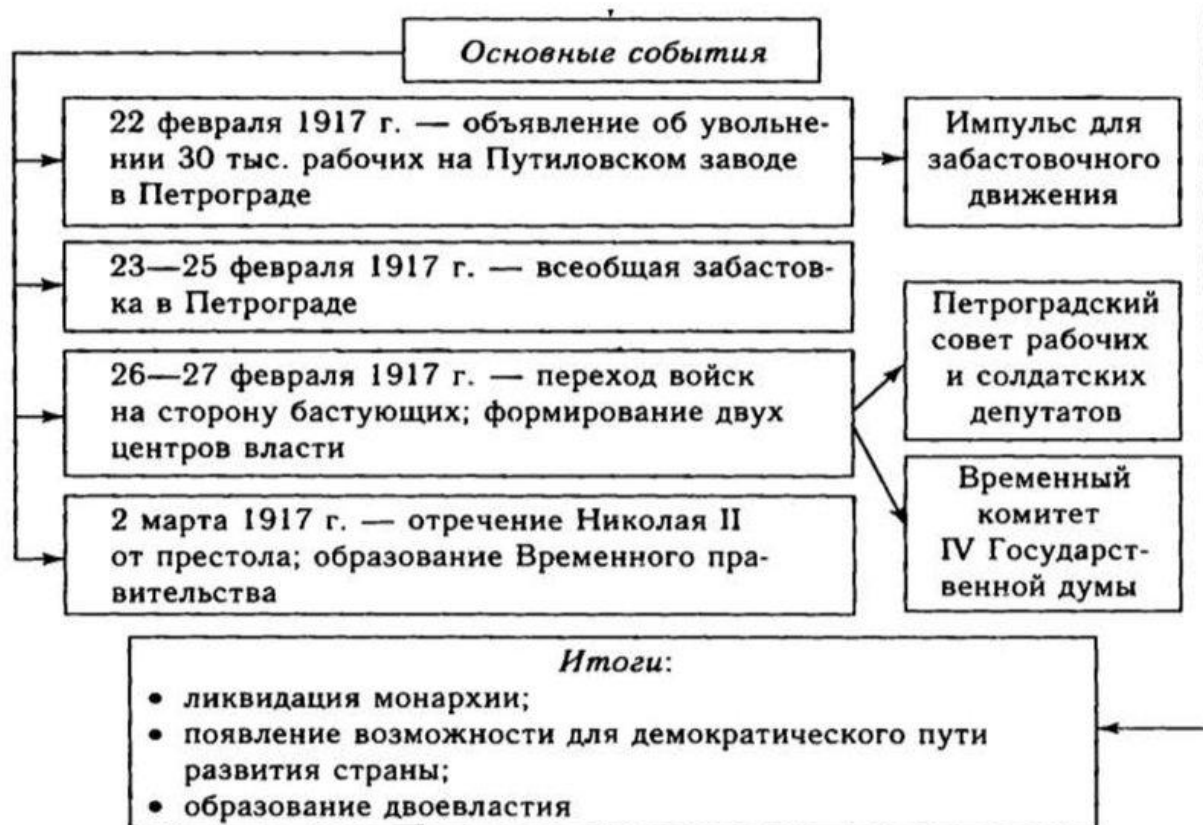 Основные события
22 февраля 1917 г. — объявление об увольне-
нии 30 тыс. рабочих на Путиловском заводе
в Петрограде
Импульс для
забастовочного
движения
23—25 февраля 1917 г. — всеобщая забастов-
ка в Петрограде
26—27 февраля 1917 г. — переход войск
на сторону бастующих; формирование двух
центров власти
Петроградский
совет рабочих
и солдатских
депутатов
Временный
комитет
IV Государст-
венной думы
2 марта 1917 г. — отречение Николая II
от престола; образование Временного пра-
вительства
Итоги:
• ликвидация монархии;
• появление возможности для демократического пути
развития страны;
• образование двоевластия